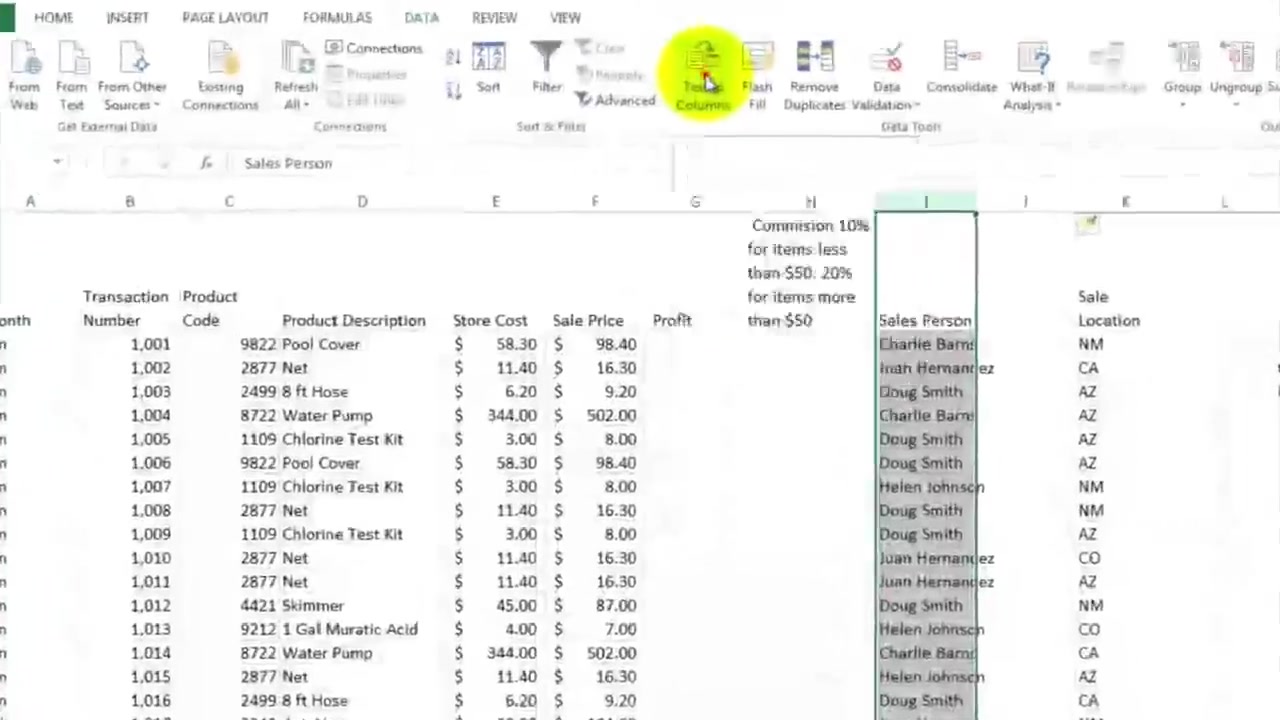 HOME INSERT PAGE LAYOUT FORMULAS DATA REVIEW VIEW
From Web From Text From Other Sources Existing Connections Refresh All Connections Properties Edit Links Sort Filter Clear Reapply Advanced Text to Columns Flash Fill Remove Duplicates Data Validation Consolidate What-If Analysis Relationships Group Ungroup
Get External Data Connections Sort & Filter Data Tools
fx Sales Person
A B C D E F G H I J K L
Commision 10%
for items less
than $50. 20%
Transaction Product for items more Sale
Number Code Product Description Store Cost Sale Price Profit than $50 Sales Person Location
1,001 9822 Pool Cover $ 58.30 $ 98.40 Charlie Barns NM
1,002 2877 Net $ 11.40 $ 16.30 Juan Hernandez CA
1,003 2499 8 ft Hose $ 6.20 $ 9.20 Doug Smith AZ
1,004 8722 Water Pump $ 344.00 $ 502.00 Charlie Barns AZ
1,005 1109 Chlorine Test Kit $ 3.00 $ 8.00 Doug Smith AZ
1,006 9822 Pool Cover $ 58.30 $ 98.40 Doug Smith AZ
1,007 1109 Chlorine Test Kit $ 3.00 $ 8.00 Helen Johnson NM
1,008 2877 Net $ 11.40 $ 16.30 Doug Smith NM
1,009 1109 Chlorine Test Kit $ 3.00 $ 8.00 Doug Smith AZ
1,010 2877 Net $ 11.40 $ 16.30 Juan Hernandez CO
1,011 2877 Net $ 11.40 $ 16.30 Juan Hernandez AZ
1,012 4421 Skimmer $ 45.00 $ 87.00 Doug Smith NM
1,013 9212 1 Gal Muratic Acid $ 4.00 $ 7.00 Helen Johnson CO
1,014 8722 Water Pump $ 344.00 $ 502.00 Charlie Barns CA
1,015 2877 Net $ 11.40 $ 16.30 Helen Johnson AZ
1,016 2499 8 ft Hose $ 6.20 $ 9.20 Doug Smith CA